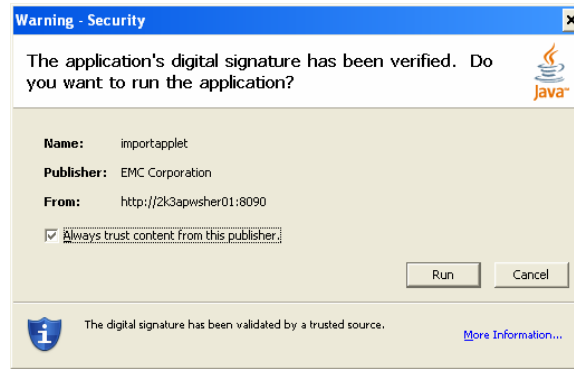 Warning - Security
The application's digital signature has been verified. Do
you want to run the application?
Java™
Name: importapplet
Publisher: EMC Corporation
From: http://2k3apwsher01:8090
Always trust content from this publisher.
Run Cancel
The digital signature has been validated by a trusted source.
More Information...